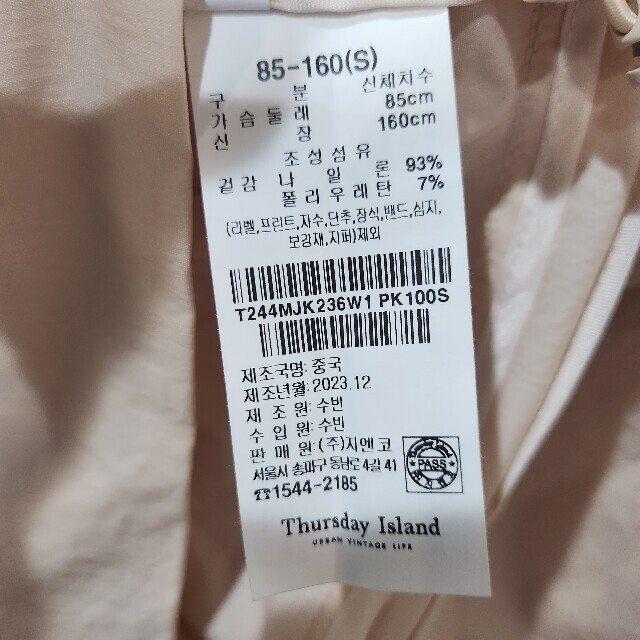 85-160(S)
구 분 신체치수
가슴둘레 85cm
신 장 160cm
조성섬유
겉감 나일론 93%
폴리우레탄 7%
(라벨,프린트,자수,단추,장식,밴드,심지,
보강재,지퍼)제외
T244MJK236W1 PK100S
제조국명:중국
제조년월:2023.12
제 조 원:수빈
수 입 원:수빈
판 매 원:(주)지엔코
서울시 송파구 동남로 4길 41
☎1544-2185
PASS
Thursday Island
URBAN VINTAGE LIFE